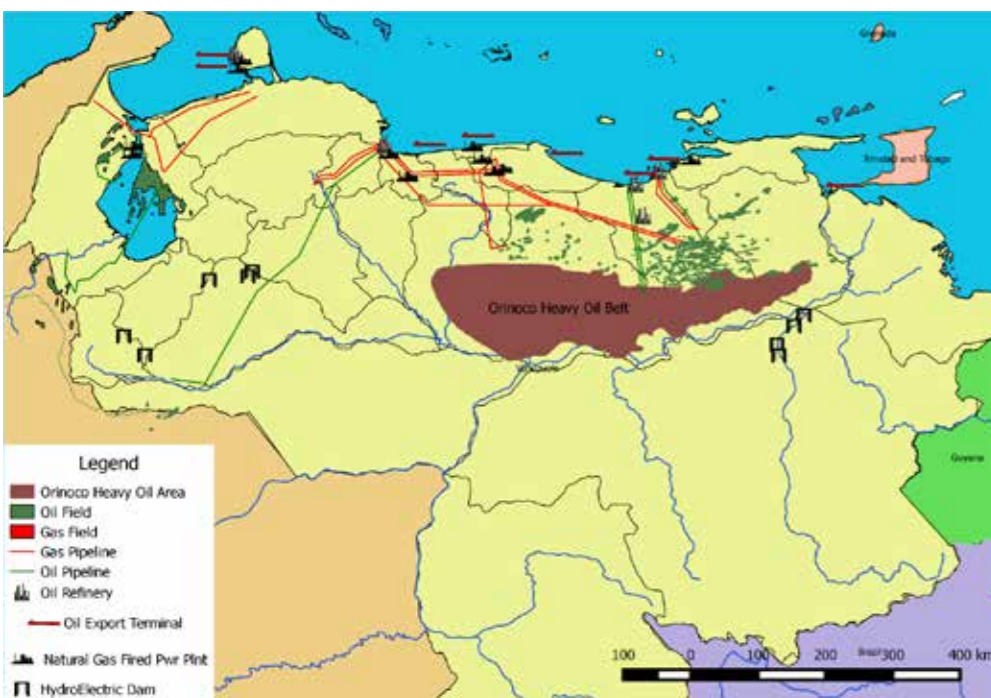 Grenada
Trinidad and Tobago
Orinoco Heavy Oil Belt
Guyana
Legend
Orinoco Heavy Oil Area
Oil Field
Gas Field
Gas Pipeline
Oil Pipeline
Oil Refinery
Oil Export Terminal
Natural Gas Fired Pwr Plnt
HydroElectric Dam
Brazil
100 0 100 200 300 400 km